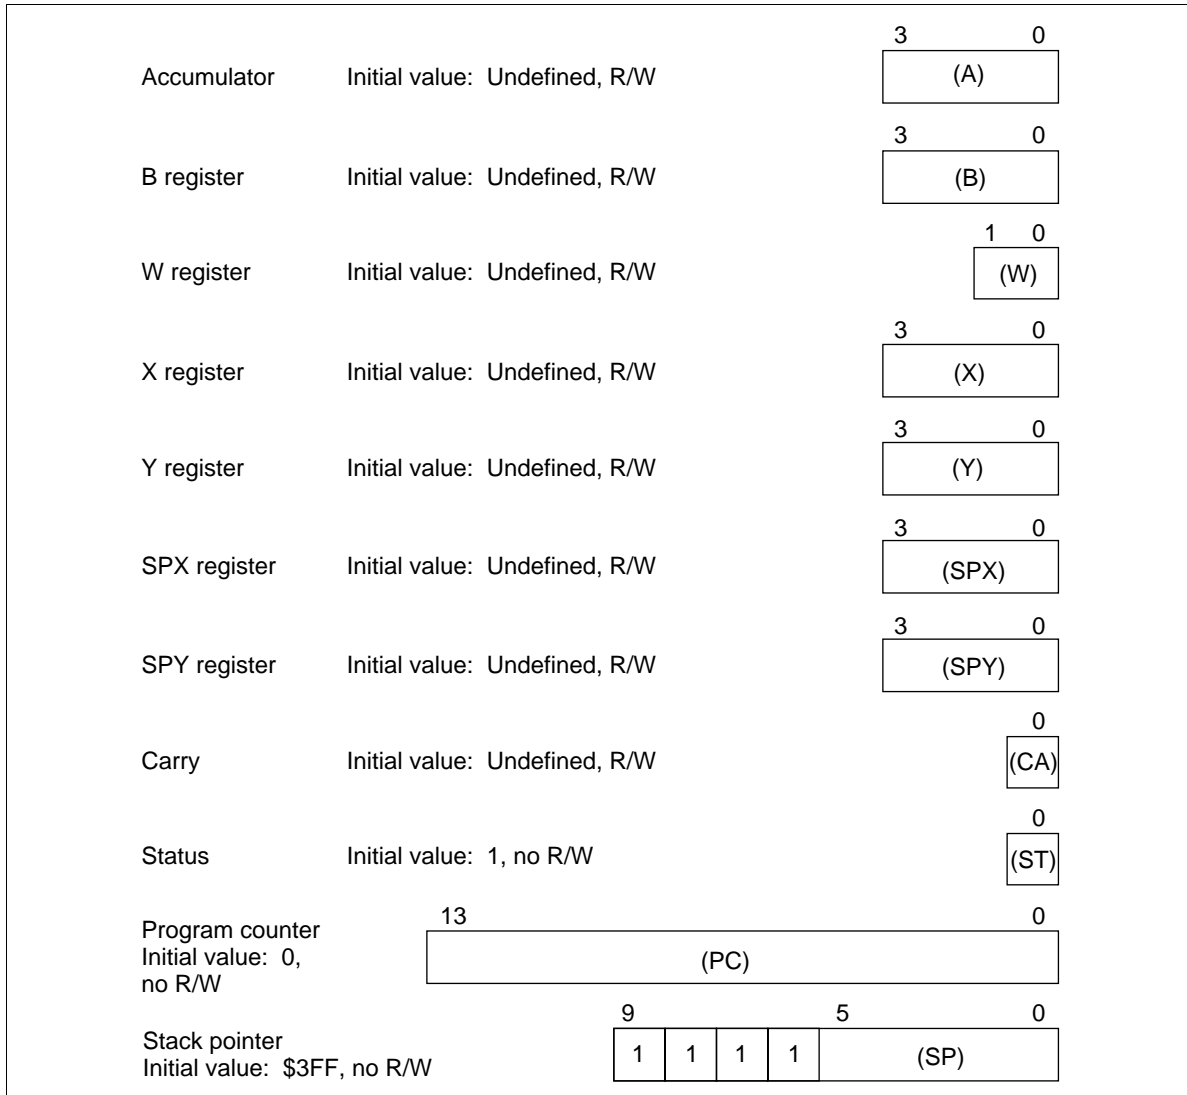 3 0
Accumulator Initial value: Undefined, R/W (A)
3 0
B register Initial value: Undefined, R/W (B)
1 0
W register Initial value: Undefined, R/W (W)
3 0
X register Initial value: Undefined, R/W (X)
3 0
Y register Initial value: Undefined, R/W (Y)
3 0
SPX register Initial value: Undefined, R/W (SPX)
3 0
SPY register Initial value: Undefined, R/W (SPY)
0
Carry Initial value: Undefined, R/W (CA)
0
Status Initial value: 1, no R/W (ST)
13 0
Program counter
Initial value: 0, (PC)
no R/W
9 5 0
Stack pointer
Initial value: $3FF, no R/W 1 1 1 1 (SP)